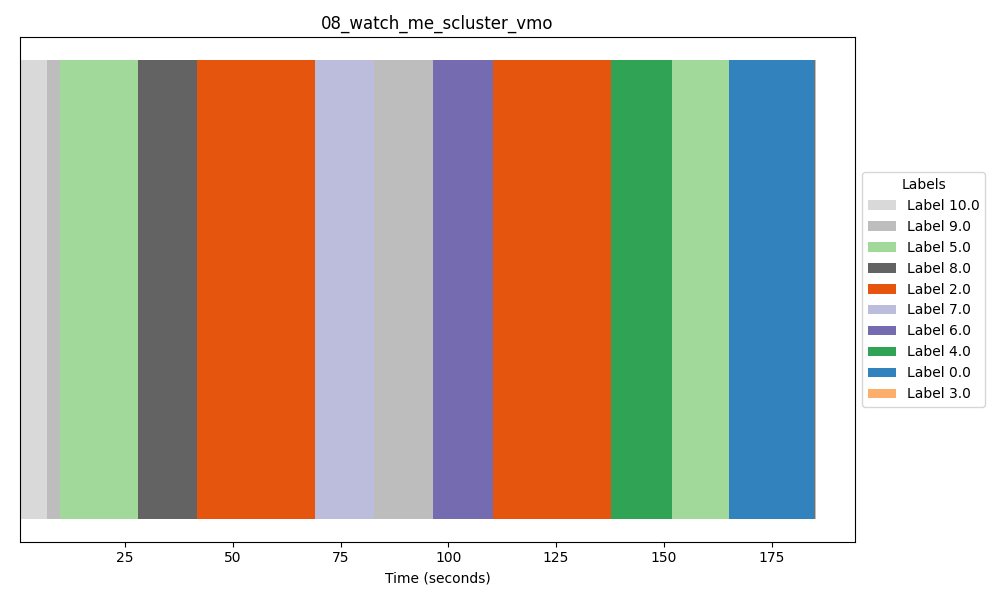 08_watch_me_scluster_vmo
Labels
Label 10.0
Label 9.0
Label 5.0
Label 8.0
Label 2.0
Label 7.0
Label 6.0
Label 4.0
Label 0.0
Label 3.0
25 50 75 100 125 150 175
Time (seconds)